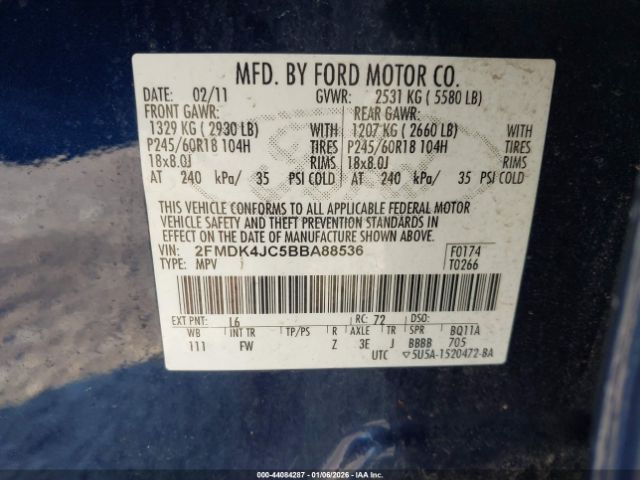 MFD. BY FORD MOTOR CO.
DATE: 02/11 GVWR: 2531 KG ( 5580 LB)
FRONT GAWR: REAR GAWR:
1329 KG ( 2930 LB) WITH 1207 KG ( 2660 LB) WITH
P245/60R18 104H TIRES P245/60R18 104H TIRES
18x8.0J RIMS 18x8.0J RIMS
AT 240 kPa/ 35 PSI COLD AT 240 kPa/ 35 PSI COLD
THIS VEHICLE CONFORMS TO ALL APPLICABLE FEDERAL MOTOR
VEHICLE SAFETY AND THEFT PREVENTION STANDARDS
IN EFFECT ON THE DATE OF MANUFACTURE SHOWN ABOVE.
VIN: 2FMDK4JC5BBA88536 F0174
TYPE: MPV T0266
EXT PNT: L6 RC: 72 DSO:
WB INT TR TP/PS R AXLE TR SPR BQ11A
111 FW Z 3E J BBBB 705
UTC 5U5A-1520472-BA
000-44084287 - 01/06/2026 - IAAI.com